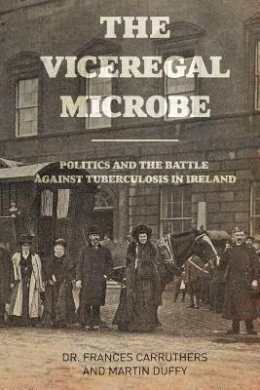 THE
VICEREGAL
MICROBE
POLITICS AND THE BATTLE
AGAINST TUBERCULOSIS IN IRELAND
DR. FRANCES CARRUTHERS
AND MARTIN DUFFY